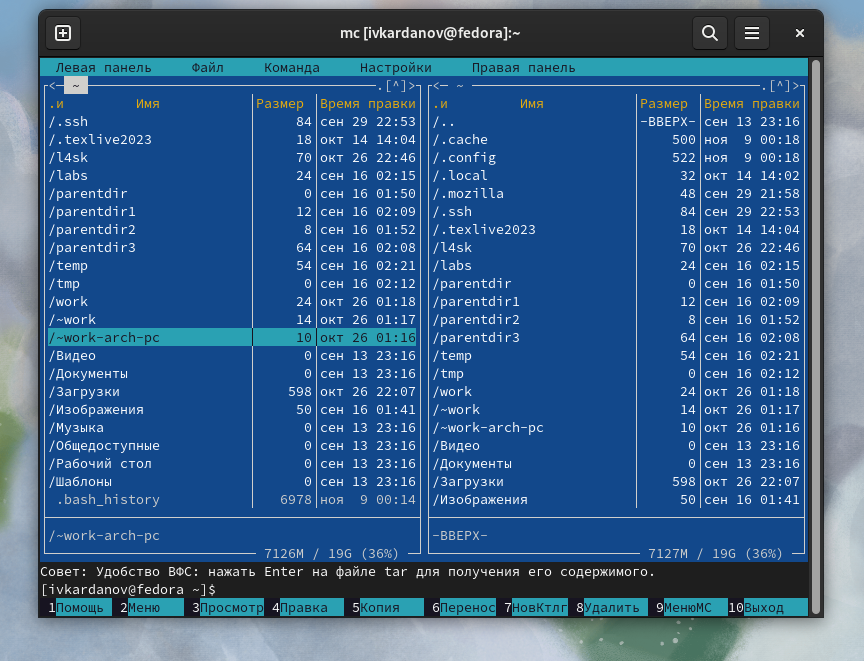 mc [ivkardanov@fedora]:~
Левая панель Файл Команда Настройки Правая панель
<- ~ .[^]> <- ~ .[^]>
.и Имя Размер Время правки .и Имя Размер Время правки
/.ssh 84 сен 29 22:53 /.. -ВВЕРХ- сен 13 23:16
/.texlive2023 18 окт 14 14:04 /.cache 500 ноя 9 00:18
/l4sk 70 окт 26 22:46 /.config 522 ноя 9 00:18
/labs 24 сен 16 02:15 /.local 32 окт 14 14:02
/parentdir 0 сен 16 01:50 /.mozilla 48 сен 29 21:58
/parentdir1 12 сен 16 02:09 /.ssh 84 сен 29 22:53
/parentdir2 8 сен 16 01:52 /.texlive2023 18 окт 14 14:04
/parentdir3 64 сен 16 02:08 /l4sk 70 окт 26 22:46
/temp 54 сен 16 02:21 /labs 24 сен 16 02:15
/tmp 0 сен 16 02:12 /parentdir 0 сен 16 01:50
/work 24 окт 26 01:18 /parentdir1 12 сен 16 02:09
/~work 14 окт 26 01:17 /parentdir2 8 сен 16 01:52
/~work-arch-pc 10 окт 26 01:16 /parentdir3 64 сен 16 02:08
/Видео 0 сен 13 23:16 /temp 54 сен 16 02:21
/Документы 0 сен 13 23:16 /tmp 0 сен 16 02:12
/Загрузки 598 окт 26 22:07 /work 24 окт 26 01:18
/Изображения 50 сен 16 01:41 /~work 14 окт 26 01:17
/Музыка 0 сен 13 23:16 /~work-arch-pc 10 окт 26 01:16
/Общедоступные 0 сен 13 23:16 /Видео 0 сен 13 23:16
/Рабочий стол 0 сен 13 23:16 /Документы 0 сен 13 23:16
/Шаблоны 0 сен 13 23:16 /Загрузки 598 окт 26 22:07
.bash_history 6978 ноя 9 00:14 /Изображения 50 сен 16 01:41
/~work-arch-pc -ВВЕРХ-
7126M / 19G (36%) 7127M / 19G (36%)
Совет: Удобство ВФС: нажать Enter на файле tar для получения его содержимого.
[ivkardanov@fedora ~]$
1Помощь 2Меню 3Просмотр 4Правка 5Копия 6Перенос 7НовКтлг 8Удалить 9МенюМС 10Выход